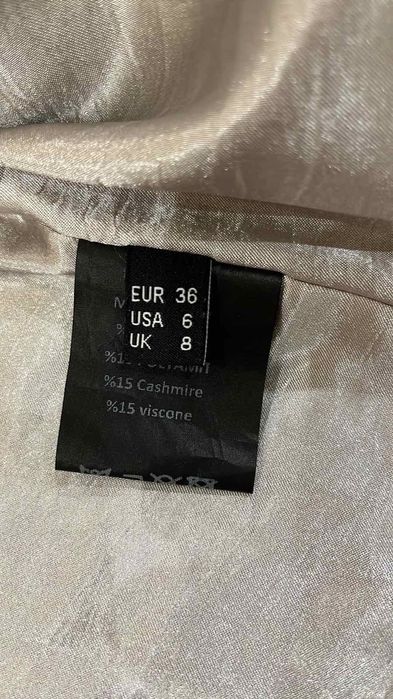 EUR 36
USA 6
UK 8
%15 Cashmire
%15 viscone